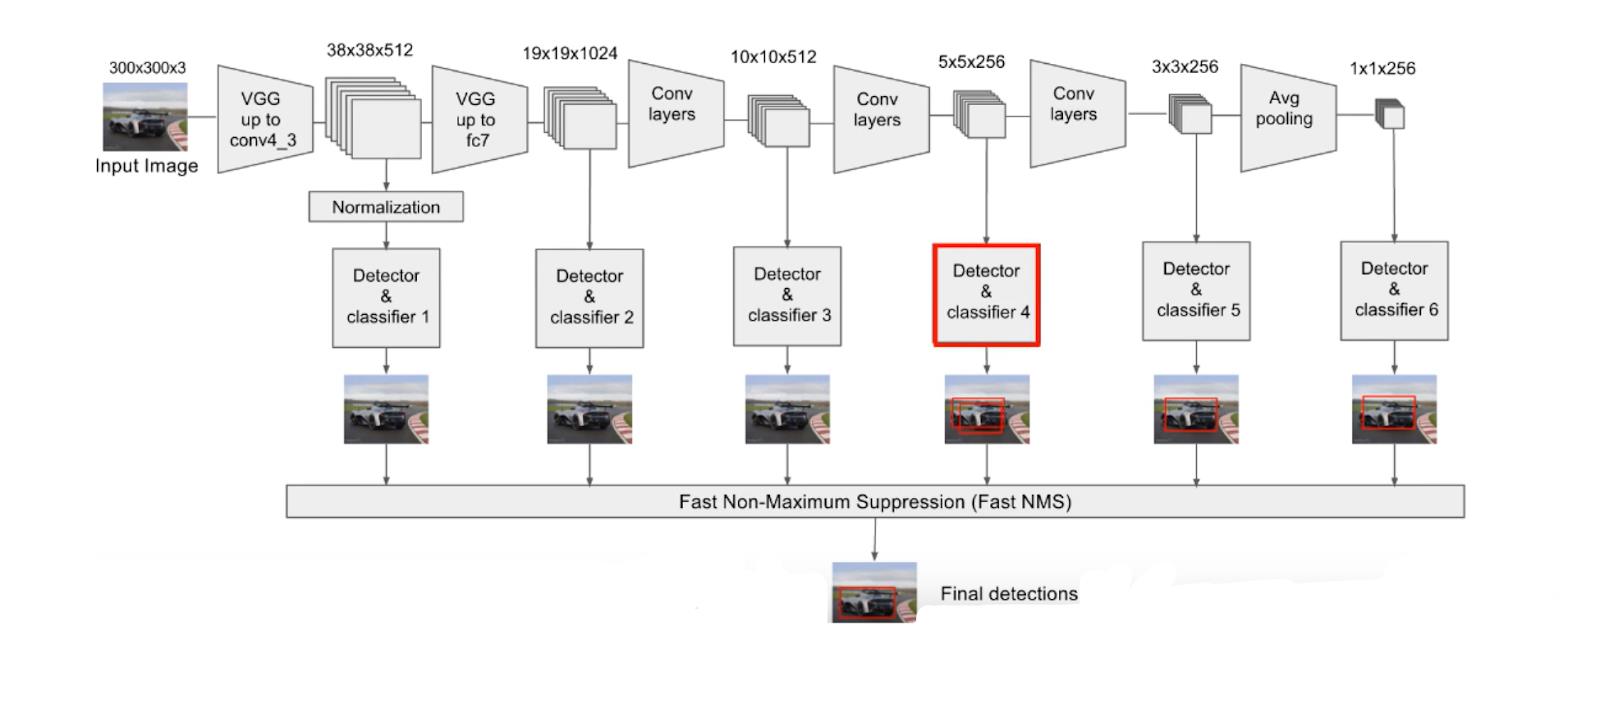 300x300x3
38x38x512
19x19x1024
10x10x512
5x5x256
3x3x256
1x1x256
VGG
up to
conv4_3
VGG
up to
fc7
Conv
layers
Conv
layers
Conv
layers
Avg
pooling
Input Image
Normalization
Detector
&
classifier 1
Detector
&
classifier 2
Detector
&
classifier 3
Detector
&
classifier 4
Detector
&
classifier 5
Detector
&
classifier 6
Fast Non-Maximum Suppression (Fast NMS)
Final detections